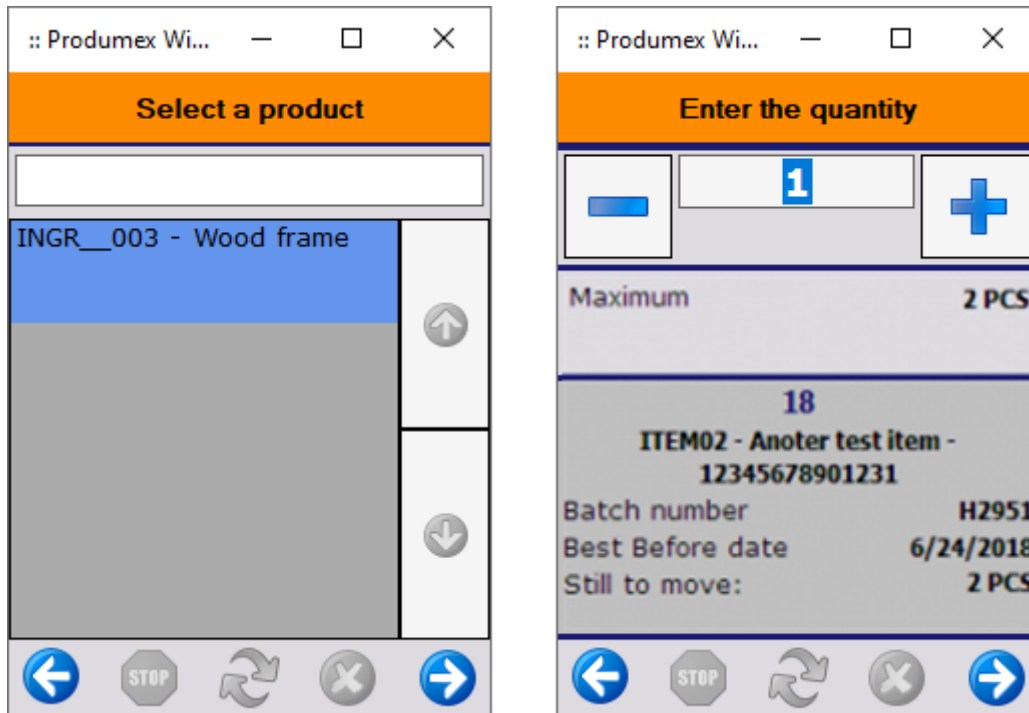 :: Produmex Wi...
Select a product
INGR__003 - Wood frame
STOP
:: Produmex Wi...
Enter the quantity
1
Maximum 2 PCS
18
ITEM02 - Anoter test item -
12345678901231
Batch number H2951
Best Before date 6/24/2018
Still to move: 2 PCS
STOP